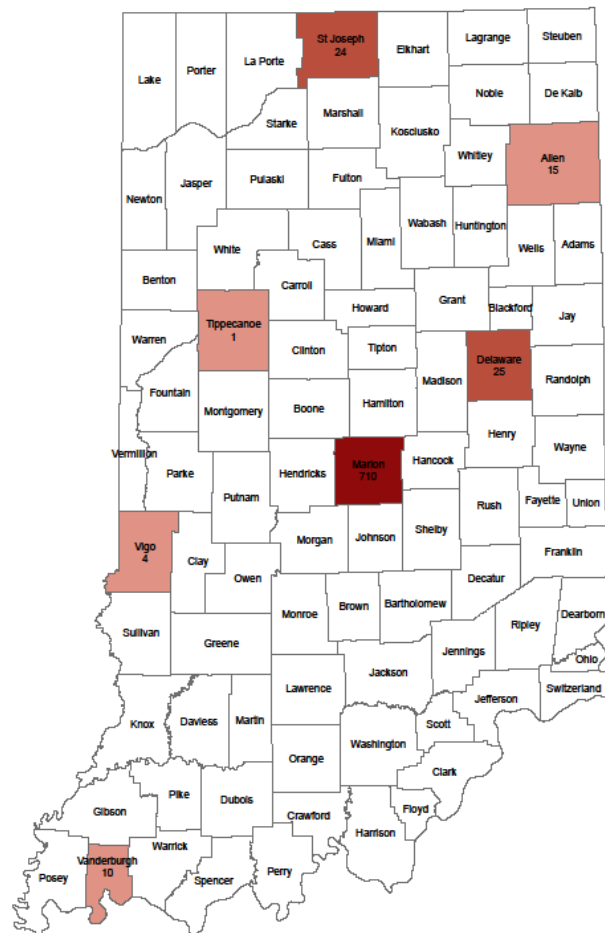 St Joseph
24
Lagrange
Steuben
Elkhart
La Porte
Porter
Lake
Noble
De Kalb
Marshall
Starke
Kosciusko
Whitley
Allen
15
Jasper
Pulaski
Fulton
Newton
Wabash
Huntington
Miami
White
Cass
Wells
Adams
Benton
Carroll
Grant
Howard
Blackford
Jay
Tippecanoe
1
Warren
Clinton
Tipton
Delaware
25
Madison
Randolph
Fountain
Montgomery
Boone
Hamilton
Henry
Wayne
Vermillion
Parke
Hendricks
Marion
710
Hancock
Putnam
Rush
Fayette
Union
Shelby
Morgan
Johnson
Vigo
4
Clay
Owen
Franklin
Decatur
Monroe
Brown
Bartholomew
Dearborn
Ripley
Sullivan
Greene
Jennings
Ohio
Jackson
Lawrence
Switzerland
Jefferson
Knox
Daviess
Martin
Scott
Washington
Orange
Clark
Pike
Dubois
Gibson
Crawford
Floyd
Harrison
Warrick
Vanderburgh
10
Posey
Perry
Spencer